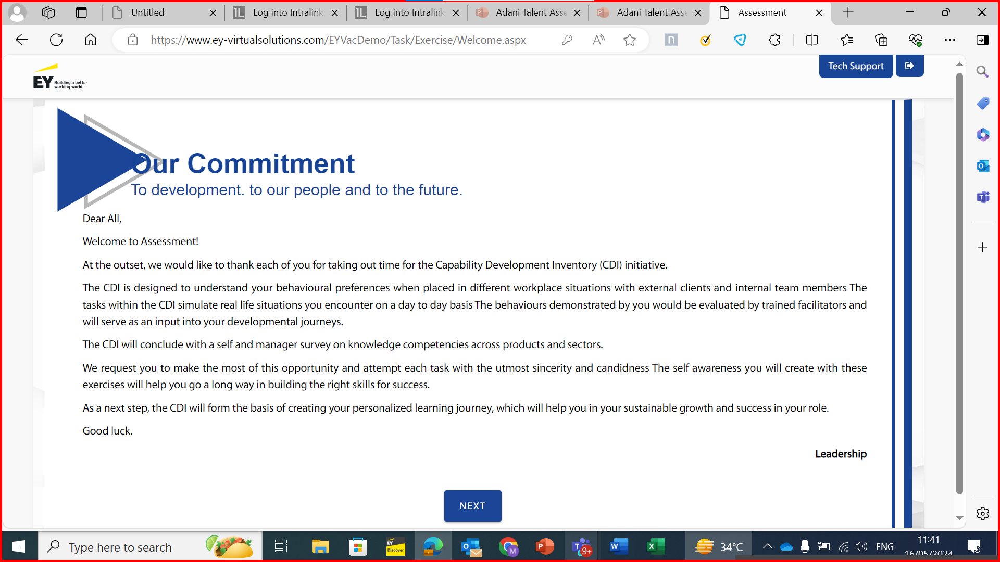 Untitled
Log into Intralink
Log into Intralink
Adani Talent Asse
Adani Talent Asse
Assessment
https://www.ey-virtualsolutions.com/EYVacDemo/Task/Exercise/Welcome.aspx
Tech Support
EY Building a better
working world
Our Commitment
To development. to our people and to the future.
Dear All,
Welcome to Assessment!
At the outset, we would like to thank each of you for taking out time for the Capability Development Inventory (CDI) initiative.
The CDI is designed to understand your behavioural preferences when placed in different workplace situations with external clients and internal team members The
tasks within the CDI simulate real life situations you encounter on a day to day basis The behaviours demonstrated by you would be evaluated by trained facilitators and
will serve as an input into your developmental journeys.
The CDI will conclude with a self and manager survey on knowledge competencies across products and sectors.
We request you to make the most of this opportunity and attempt each task with the utmost sincerity and candidness The self awareness you will create with these
exercises will help you go a long way in building the right skills for success.
As a next step, the CDI will form the basis of creating your personalized learning journey, which will help you in your sustainable growth and success in your role.
Good luck.
Leadership
NEXT
Type here to search
EY
Discover
9+
34°C
ENG
11:41
16/05/2024